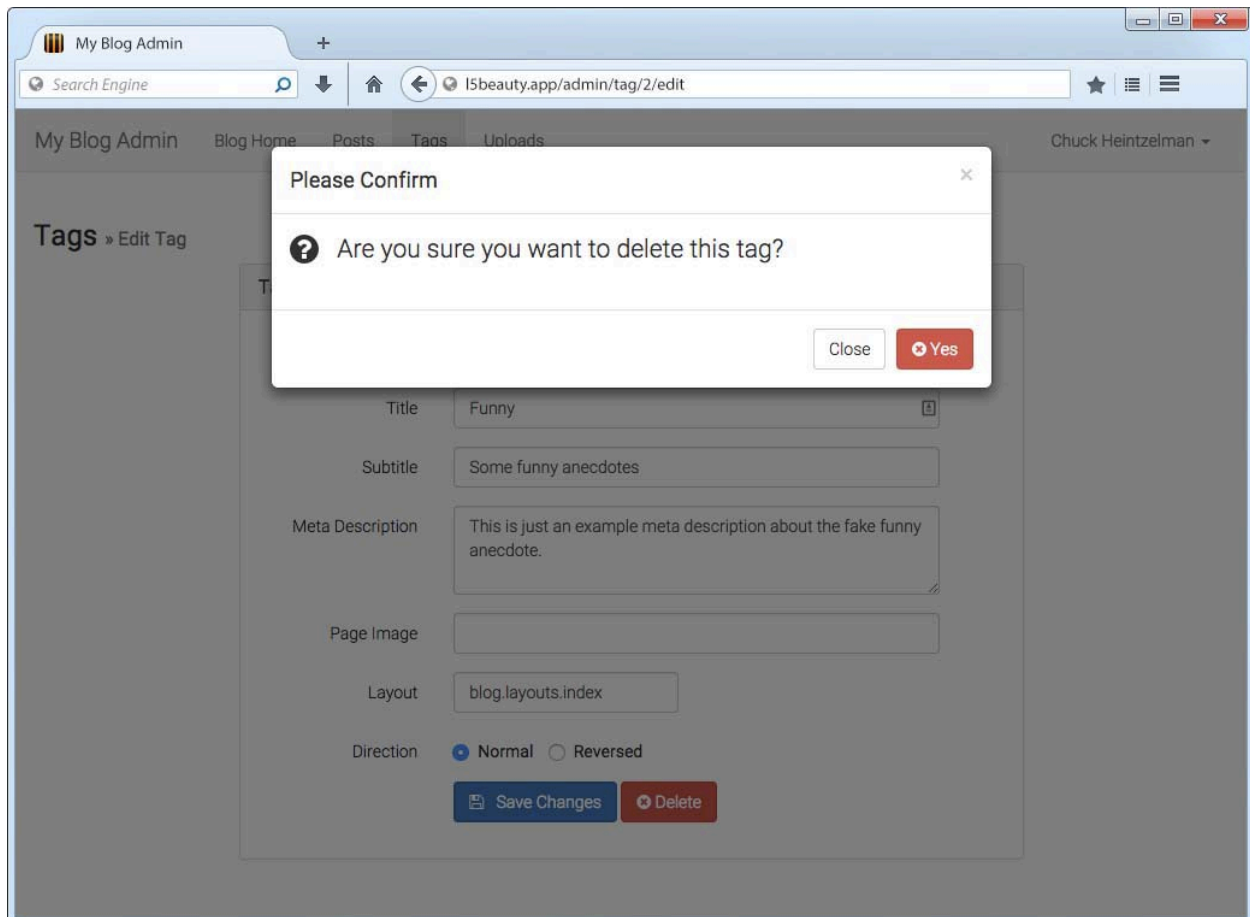 My Blog Admin
Search Engine
l5beauty.app/admin/tag/2/edit
My Blog Admin Blog Home Posts Tags Uploads Chuck Heintzelman
Please Confirm ×
Tags » Edit Tag
Are you sure you want to delete this tag?
T
Close Yes
Title Funny
Subtitle Some funny anecdotes
Meta Description This is just an example meta description about the fake funny
anecdote.
Page Image
Layout blog.layouts.index
Direction Normal Reversed
Save Changes Delete